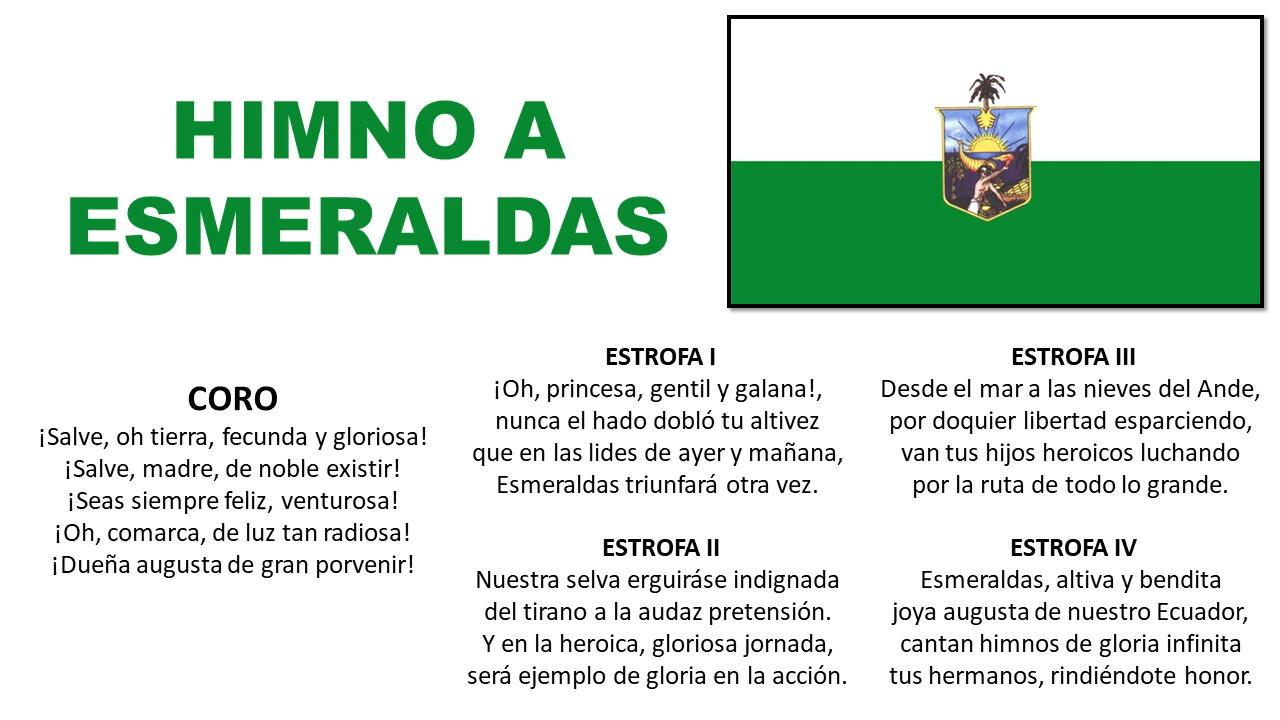 HIMNO A
ESMERALDAS
CORO
¡Salve, oh tierra, fecunda y gloriosa!
¡Salve, madre, de noble existir!
¡Seas siempre feliz, venturosa!
¡Oh, comarca, de luz tan radiosa!
¡Dueña augusta de gran porvenir!
ESTROFA I
¡Oh, princesa, gentil y galana!,
nunca el hado dobló tu altivez
que en las lides de ayer y mañana,
Esmeraldas triunfará otra vez.
ESTROFA II
Nuestra selva erguiráse indignada
del tirano a la audaz pretensión.
Y en la heroica, gloriosa jornada,
será ejemplo de gloria en la acción.
ESTROFA III
Desde el mar a las nieves del Ande,
por doquier libertad esparciendo,
van tus hijos heroicos luchando
por la ruta de todo lo grande.
ESTROFA IV
Esmeraldas, altiva y bendita
joya augusta de nuestro Ecuador,
cantan himnos de gloria infinita
tus hermanos, rindiéndote honor.